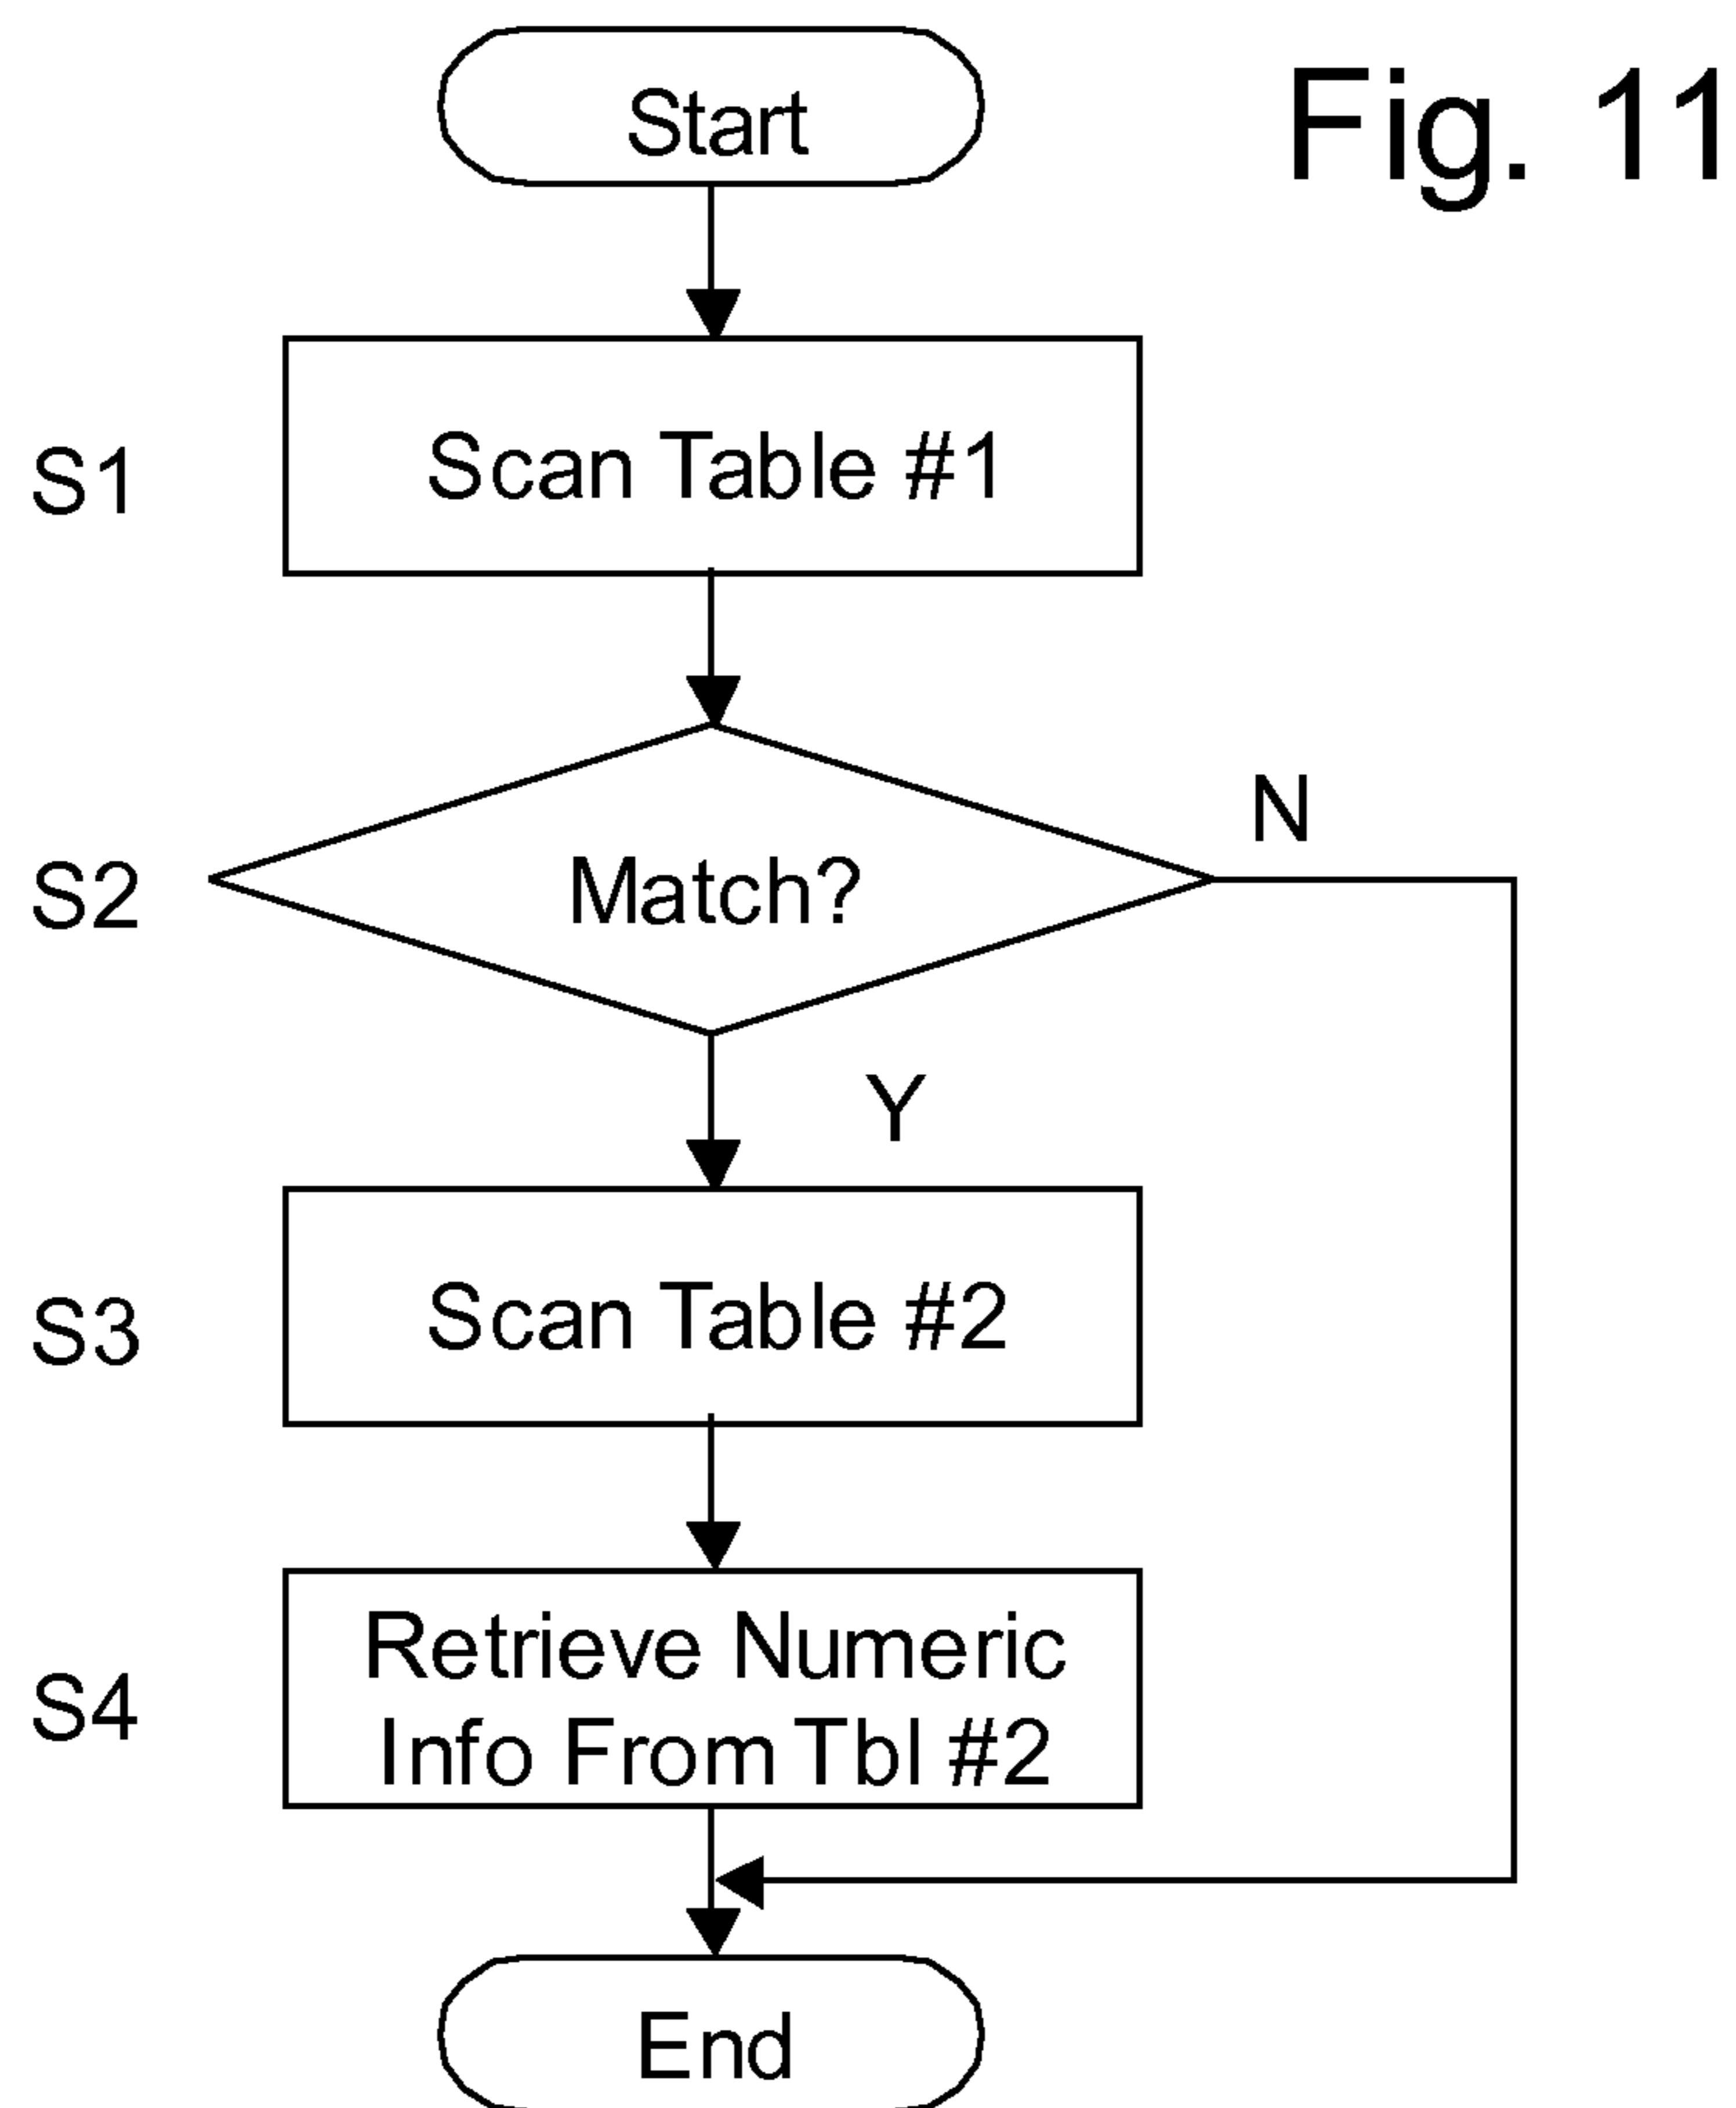 Fig. 11
Start
S1
Scan Table #1
S2
Match?
N
Y
S3
Scan Table #2
S4
Retrieve Numeric
Info From Tbl #2
End